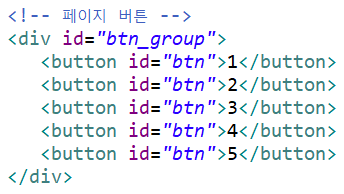 <!-- 페이지 버튼 -->
<div id="btn_group">
<button id="btn">1</button>
<button id="btn">2</button>
<button id="btn">3</button>
<button id="btn">4</button>
<button id="btn">5</button>
</div>